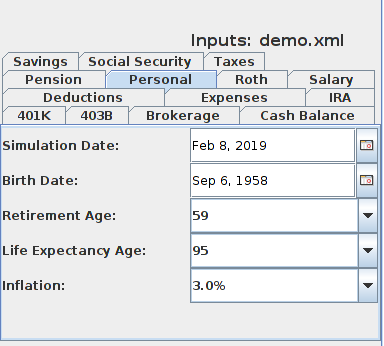 Inputs: demo.xml
Savings Social Security Taxes
Pension Personal Roth Salary
Deductions Expenses IRA
401K 403B Brokerage Cash Balance
Simulation Date: Feb 8, 2019
Birth Date: Sep 6, 1958
Retirement Age: 59
Life Expectancy Age: 95
Inflation: 3.0%